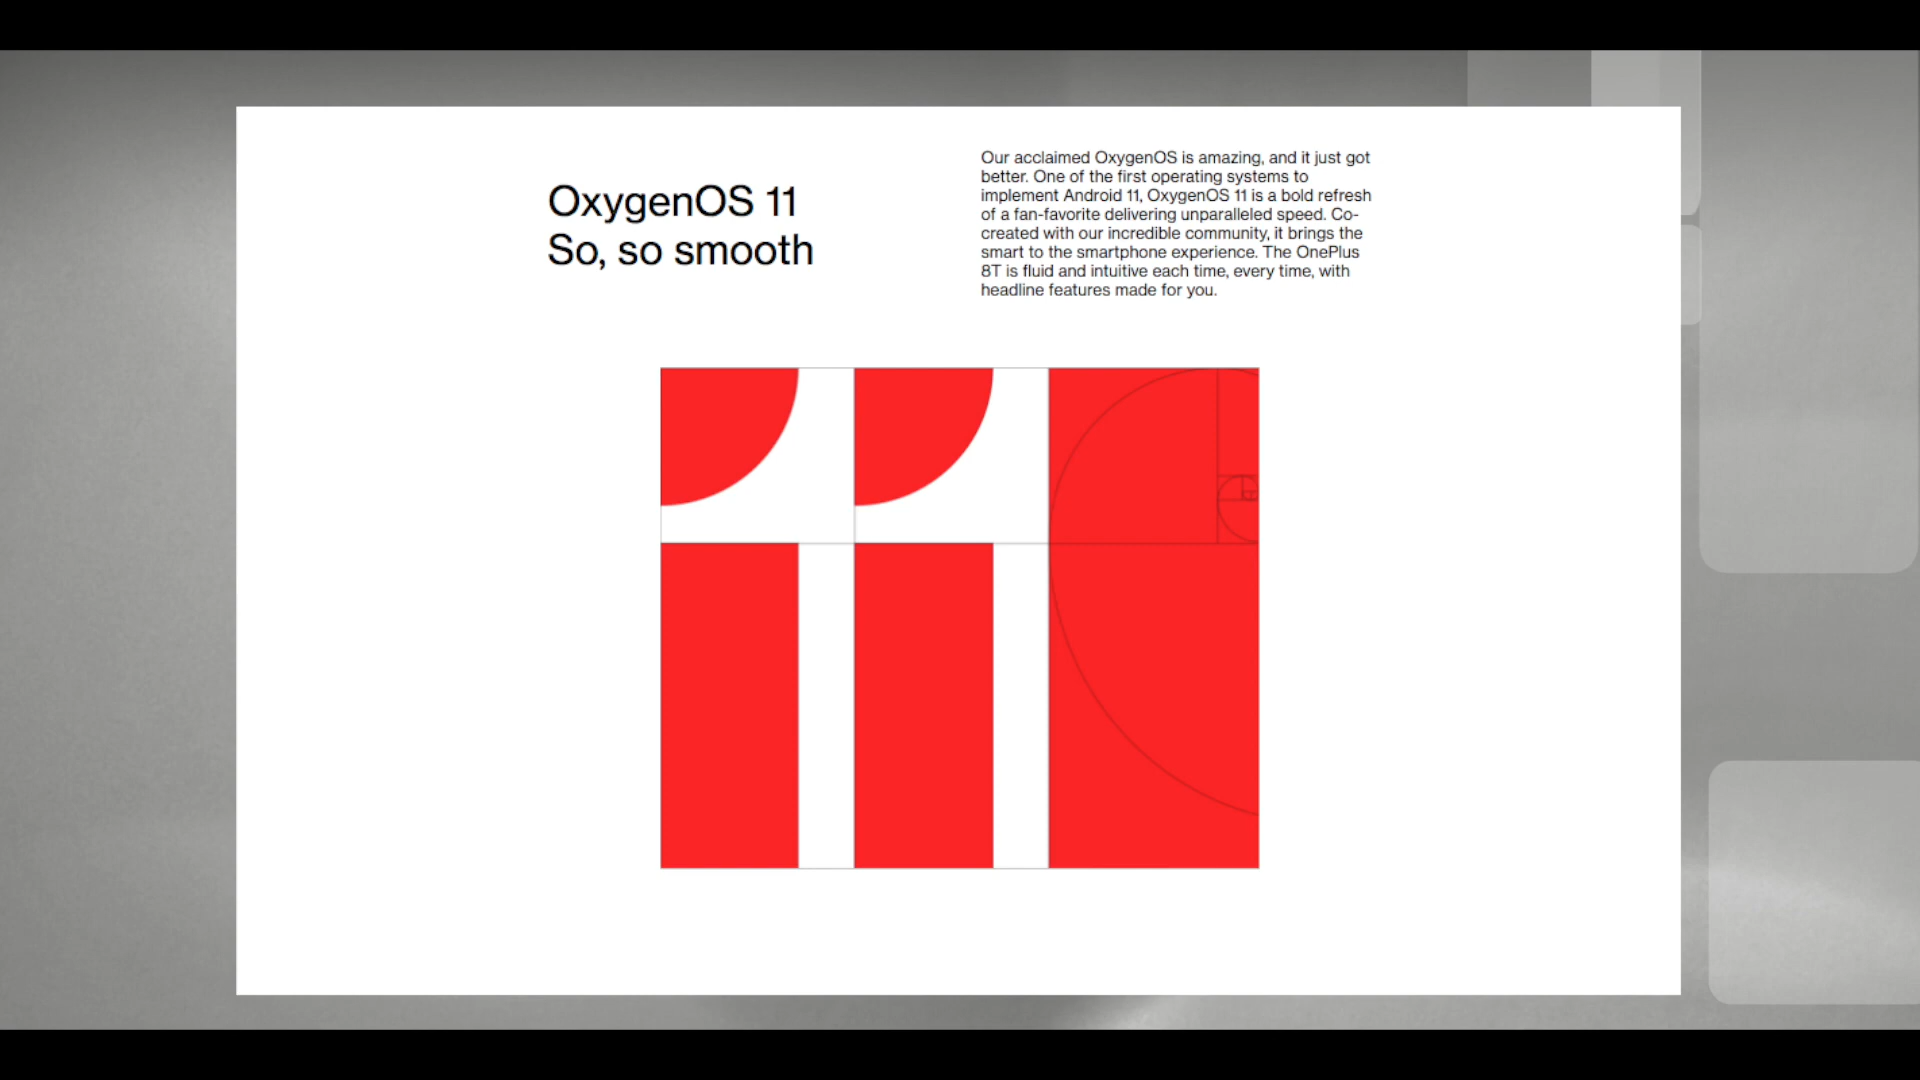 OxygenOS 11
So, so smooth
Our acclaimed OxygenOS is amazing, and it just got
better. One of the first operating systems to
implement Android 11, OxygenOS 11 is a bold refresh
of a fan-favorite delivering unparalleled speed. Co-
created with our incredible community, it brings the
smart to the smartphone experience. The OnePlus
8T is fluid and intuitive each time, every time, with
headline features made for you.